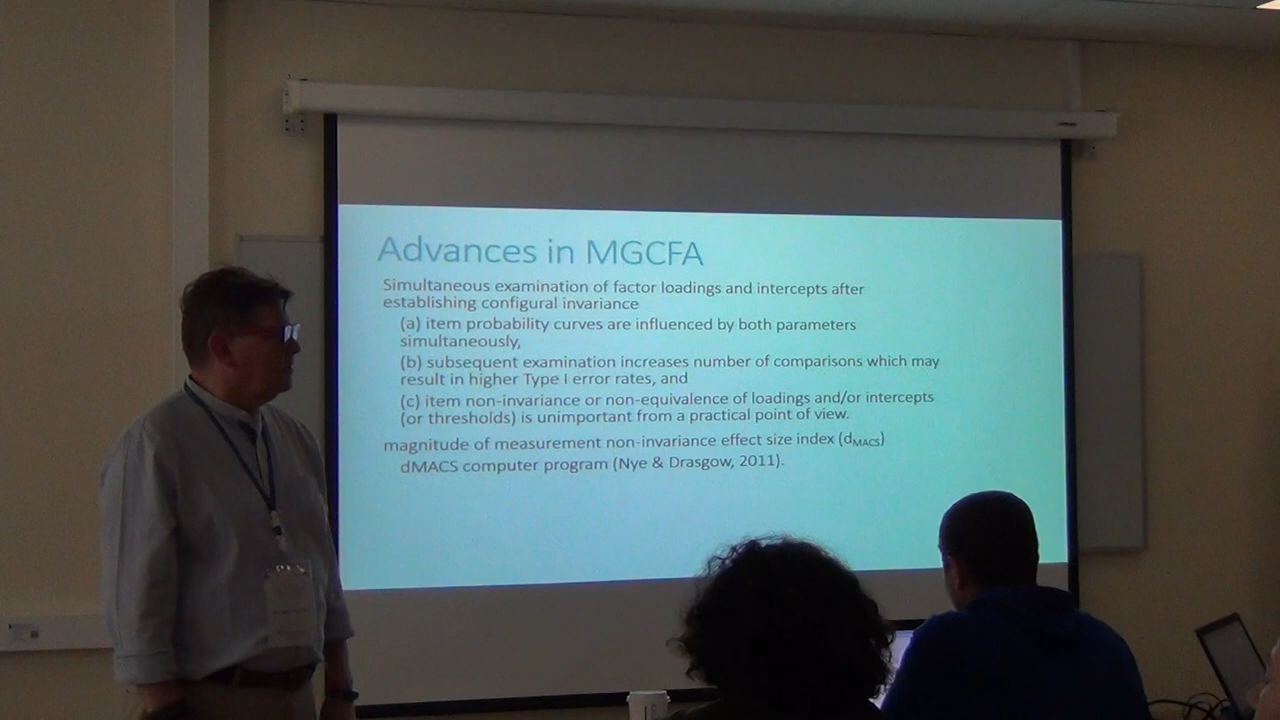 Advances in MGCFA
Simultaneous examination of factor loadings and intercepts after
establishing configural invariance
(a) item probability curves are influenced by both parameters
simultaneously,
(b) subsequent examination increases number of comparisons which may
result in higher Type I error rates, and
(c) item non-invariance or non-equivalence of loadings and/or intercepts
(or thresholds) is unimportant from a practical point of view.
magnitude of measurement non-invariance effect size index (dMACS)
dMACS computer program (Nye & Drasgow, 2011).